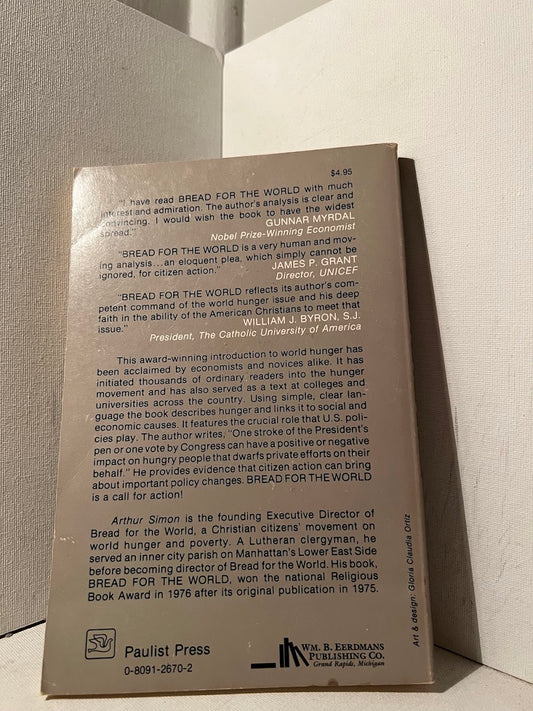 $4.95
"I have read BREAD FOR THE WORLD with much
interest and admiration. The author's analysis is clear and
convincing. I would wish the book to have the widest
spread."
GUNNAR MYRDAL
Nobel Prize-Winning Economist
"BREAD FOR THE WORLD is a very human and mov-
ing analysis...an eloquent plea, which simply cannot be
ignored, for citizen action."
JAMES P. GRANT
Director, UNICEF
"BREAD FOR THE WORLD reflects its author's com-
petent command of the world hunger issue and his deep
faith in the ability of the American Christians to meet that
issue."
WILLIAM J. BYRON, S.J.
President, The Catholic University of America
This award-winning introduction to world hunger has
been acclaimed by economists and novices alike. It has
initiated thousands of ordinary readers into the hunger
movement and has also served as a text at colleges and
universities across the country. Using simple, clear lan-
guage the book describes hunger and links it to social and
economic causes. It features the crucial role that U.S. poli-
cies play. The author writes, "One stroke of the President's
pen or one vote by Congress can have a positive or negative
impact on hungry people that dwarfs private efforts on their
behalf." He provides evidence that citizen action can bring
about important policy changes. BREAD FOR THE WORLD
is a call for action!
Arthur Simon is the founding Executive Director of
Bread for the World, a Christian citizens' movement on
world hunger and poverty. A Lutheran clergyman, he
served an inner city parish on Manhattan's Lower East Side
before becoming director of Bread for the World. His book,
BREAD FOR THE WORLD, won the national Religious
Book Award in 1976 after its original publication in 1975.
Art & design: Gloria Claudia Ortiz
Paulist Press
0-8091-2670-2
WM. B. EERDMANS
PUBLISHING CO.
Grand Rapids, Michigan